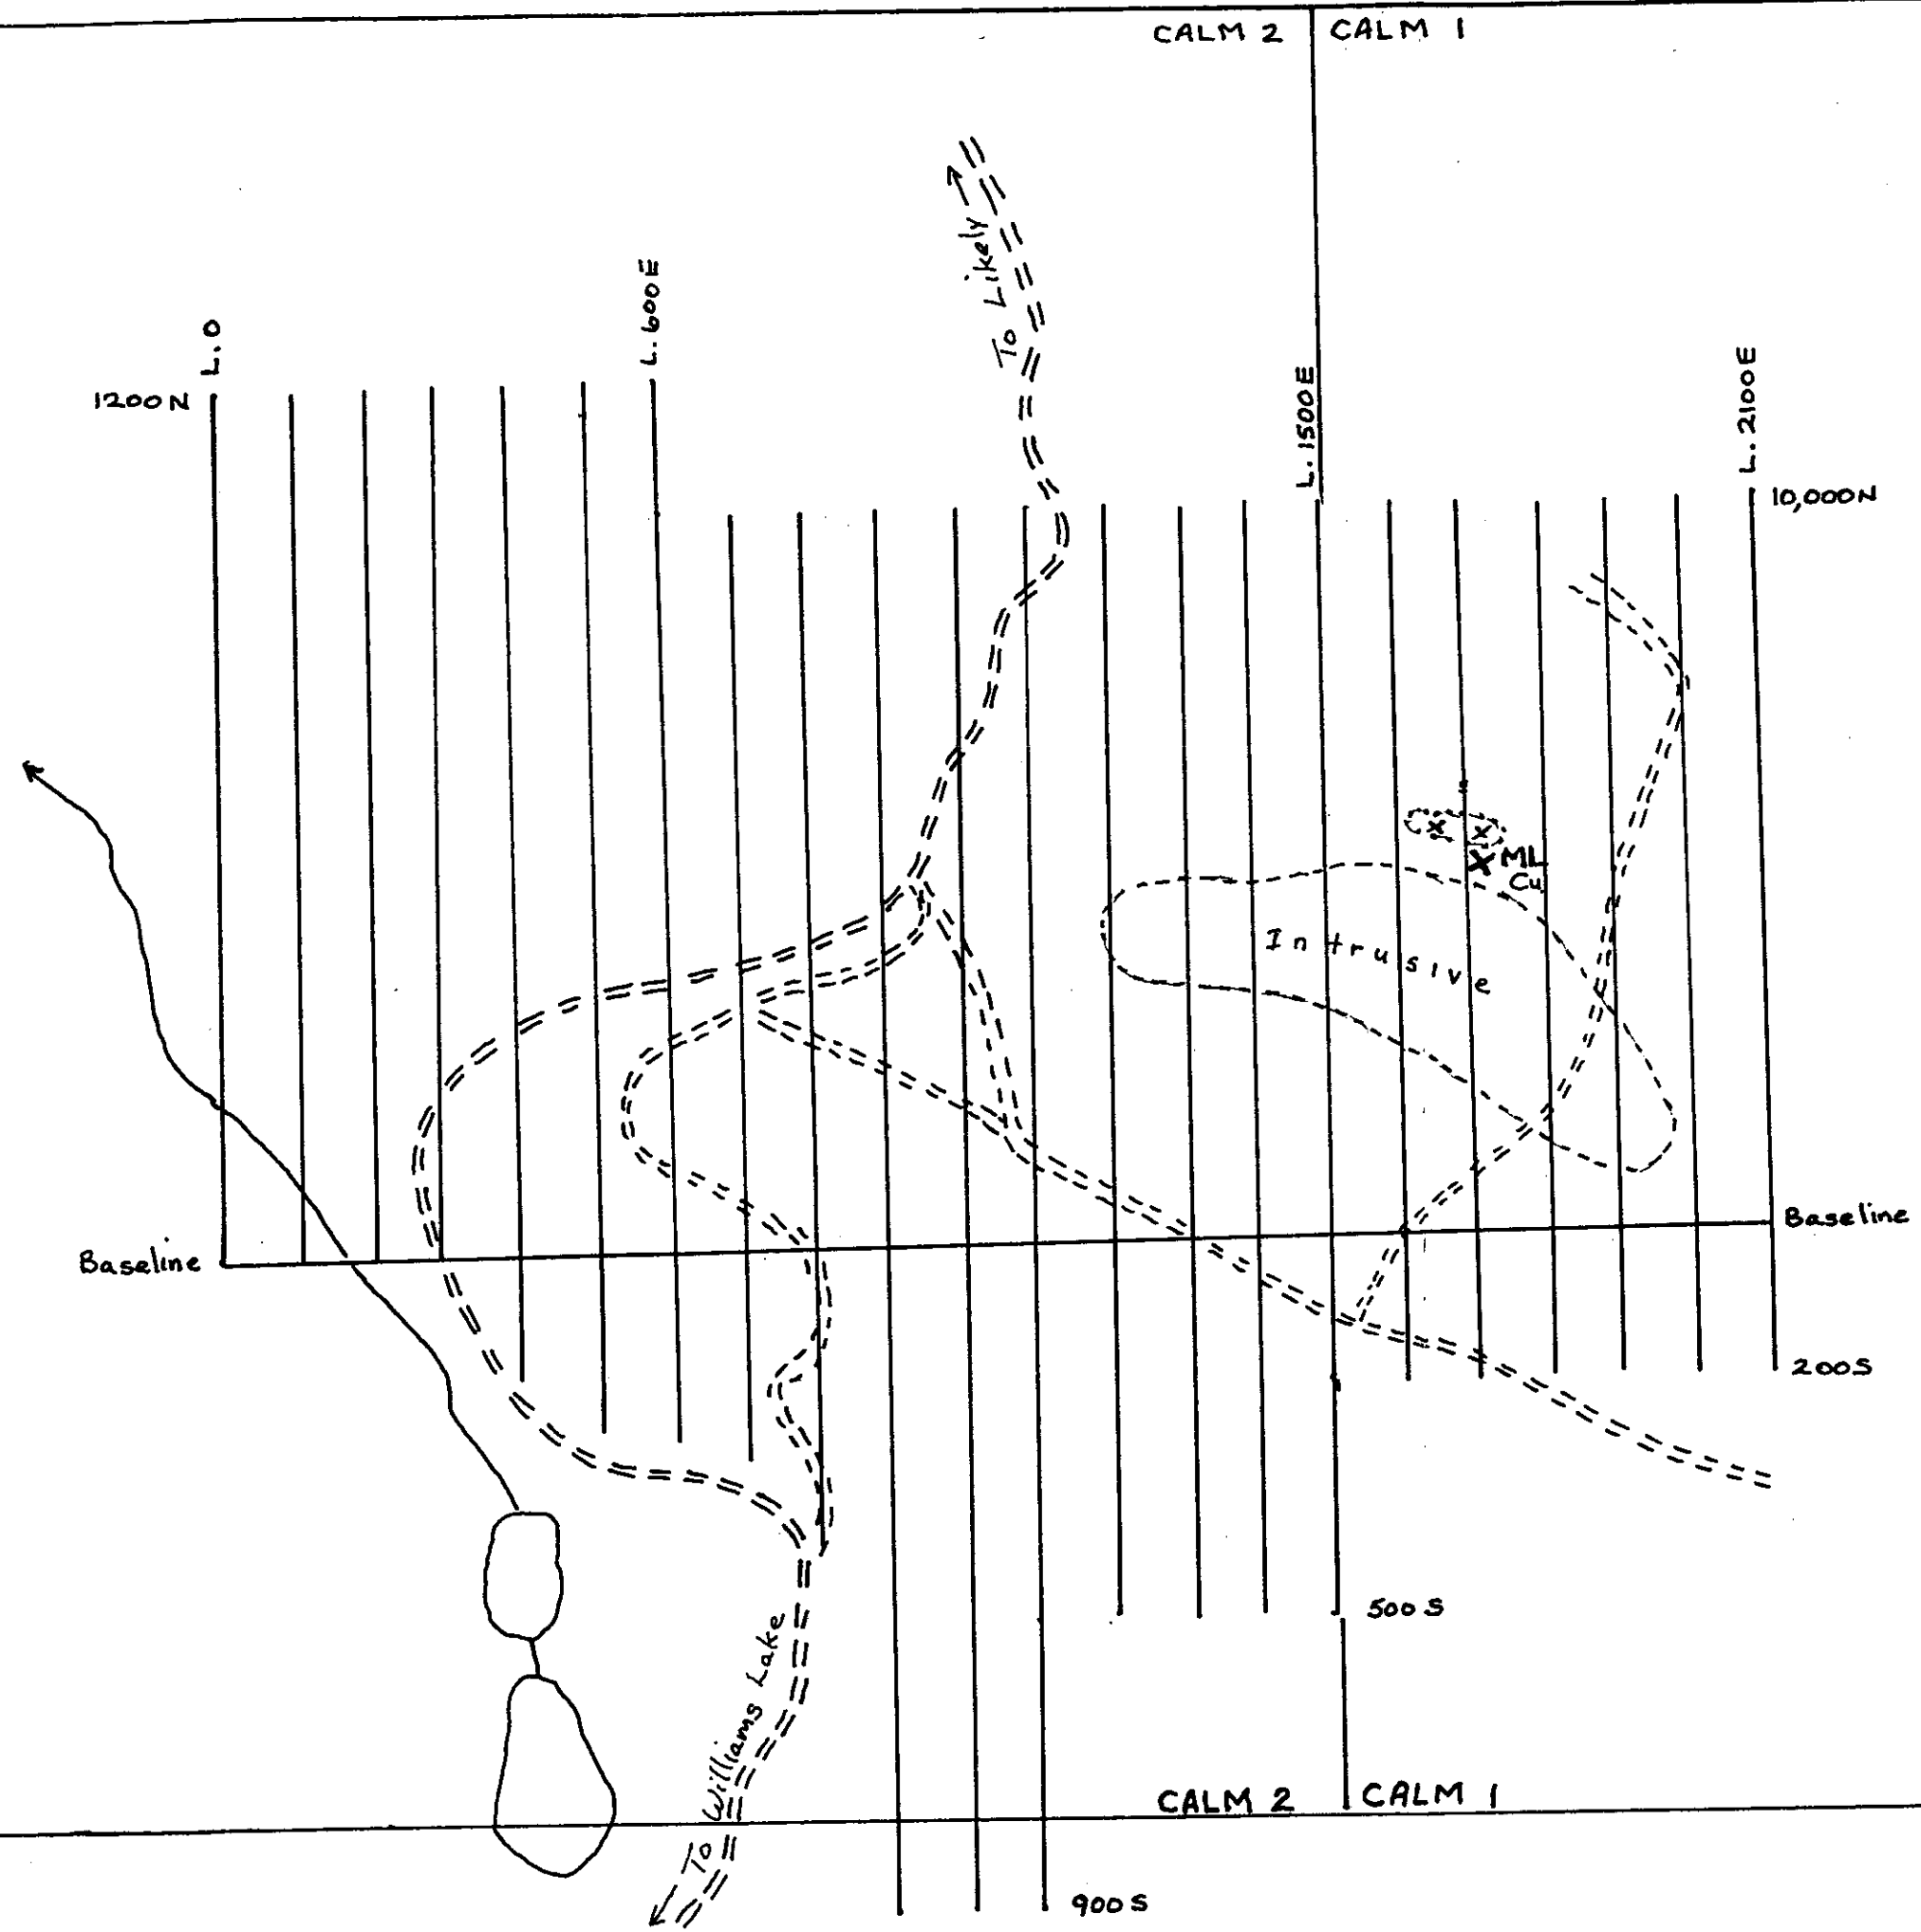 CALM 2
CALM 1
To Likely
L. 0
L. 600E
L. 1500E
L. 2100E
1200N
10,000N
x x
X ML
Cu
Intrusive
Baseline
Baseline
200S
500S
To Williams Lake
CALM 2
CALM 1
900S